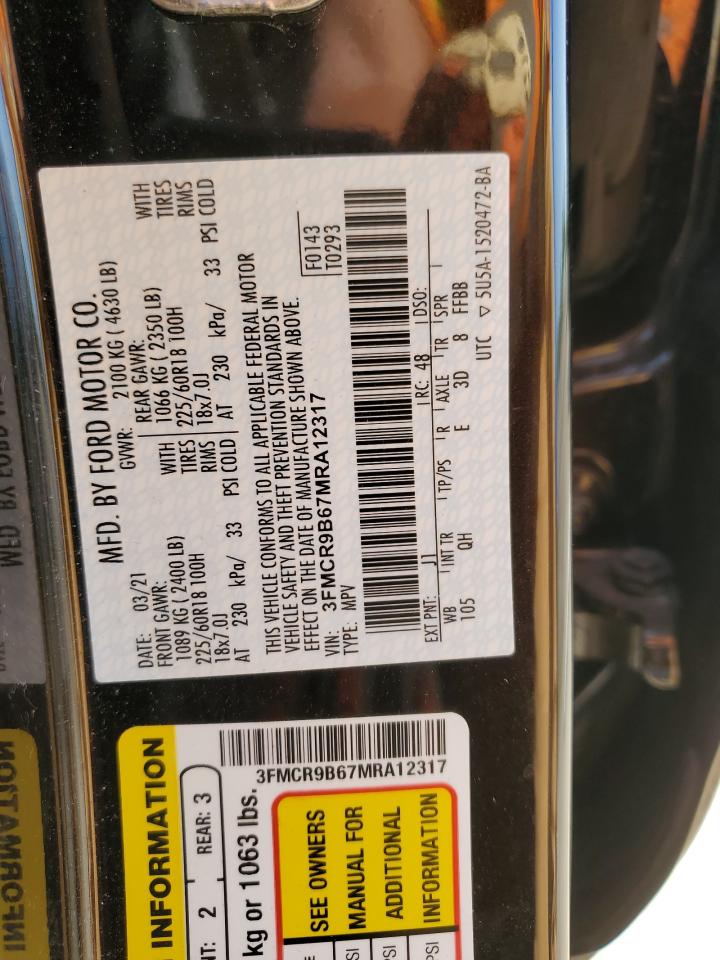 MFD. BY FORD MOTOR CO.
DATE: 03/21 GVWR: 2100 KG ( 4630 LB)
FRONT GAWR: REAR GAWR:
1089 KG ( 2400 LB) WITH 1066 KG ( 2350 LB) WITH
225/60R18 100H TIRES 225/60R18 100H TIRES
18x7.0J RIMS 18x7.0J RIMS
AT 230 kPa/ 33 PSI COLD AT 230 kPa/ 33 PSI COLD
THIS VEHICLE CONFORMS TO ALL APPLICABLE FEDERAL MOTOR
VEHICLE SAFETY AND THEFT PREVENTION STANDARDS IN
EFFECT ON THE DATE OF MANUFACTURE SHOWN ABOVE.
VIN: 3FMCR9B67MRA12317
TYPE: MPV
F0143
T0293
EXT PNT: J1 RC: 48 DSO:
WB INT TR TP/PS R AXLE TR SPR
105 QH E 3D 8 FFBB
UTC ▽ 5U5A-1520472-BA
INFORMATION
NT: 2 REAR: 3
kg or 1063 lbs.
3FMCR9B67MRA12317
SEE OWNERS
MANUAL FOR
ADDITIONAL
INFORMATION
PSI
PSI
PSI